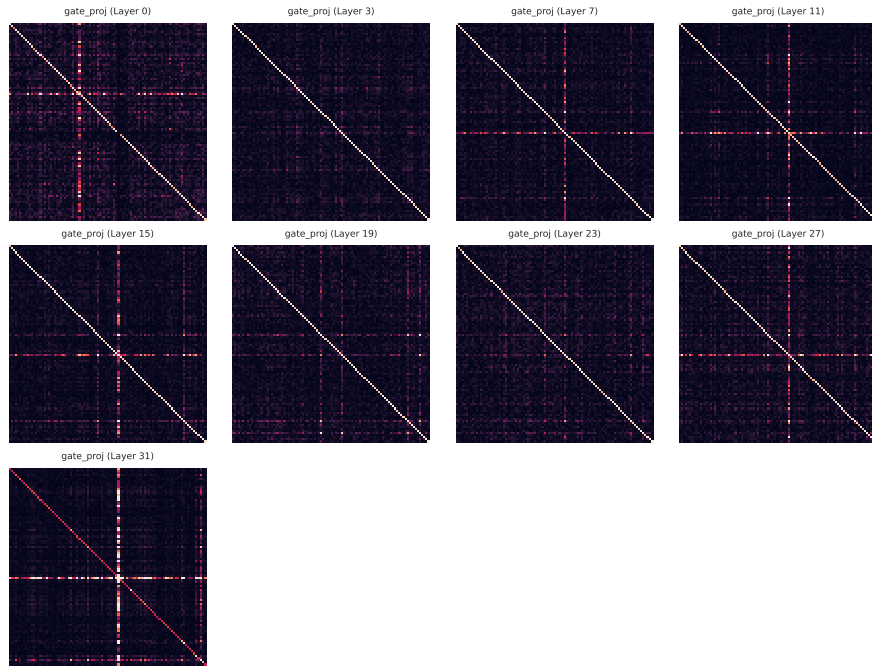 gate_proj (Layer 0)
gate_proj (Layer 3)
gate_proj (Layer 7)
gate_proj (Layer 11)
gate_proj (Layer 15)
gate_proj (Layer 19)
gate_proj (Layer 23)
gate_proj (Layer 27)
gate_proj (Layer 31)